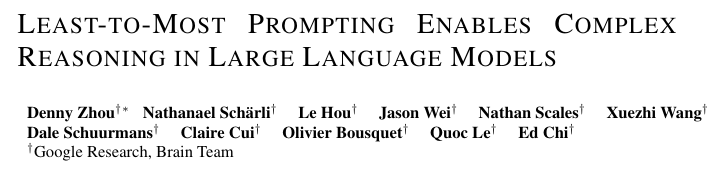 LEAST-TO-MOST PROMPTING ENABLES COMPLEX
REASONING IN LARGE LANGUAGE MODELS
Denny Zhou†* Nathanael Schärli† Le Hou† Jason Wei† Nathan Scales† Xuezhi Wang†
Dale Schuurmans† Claire Cui† Olivier Bousquet† Quoc Le† Ed Chi†
†Google Research, Brain Team